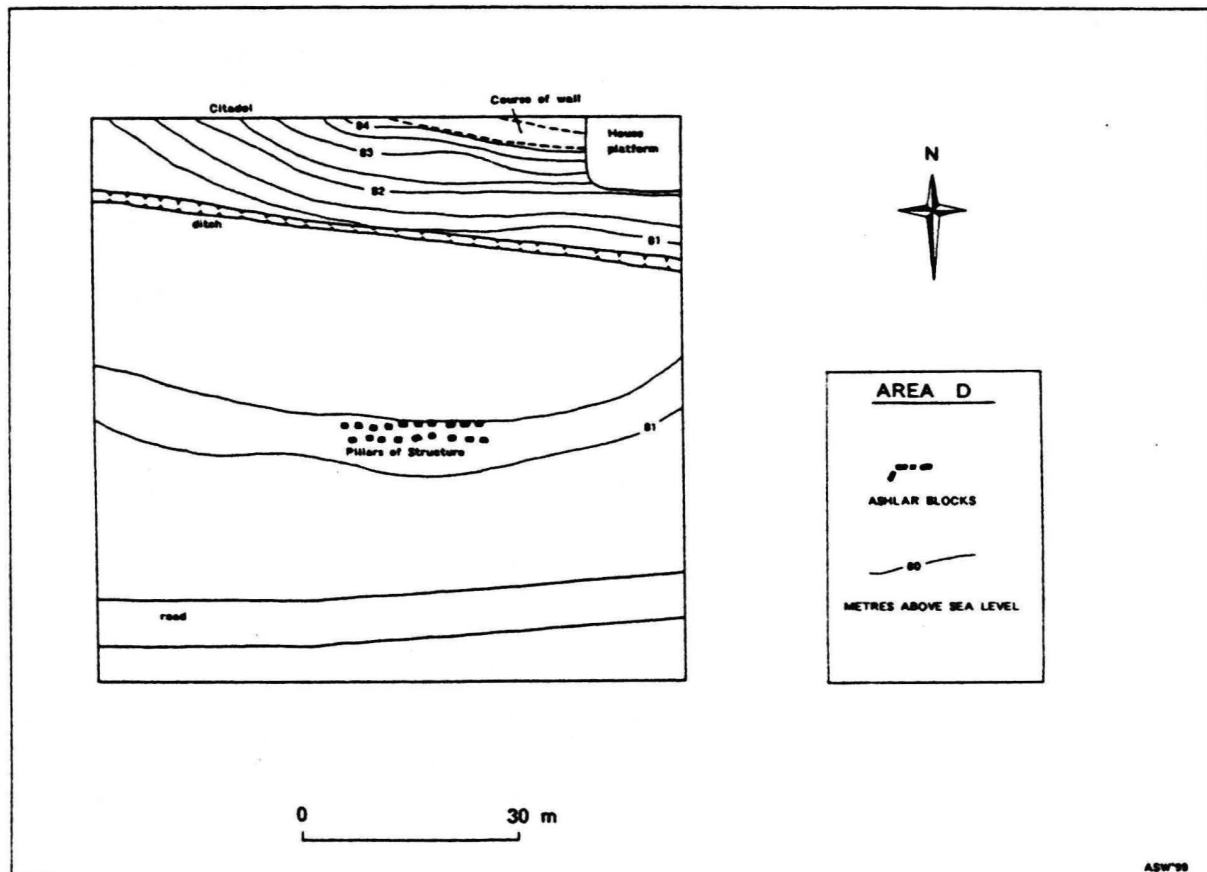 Citadel
Course of wall
House
platform
84
83
82
81
ditch
N
81
Pillars of Structure
road
AREA D
ASHLAR BLOCKS
80
METRES ABOVE SEA LEVEL
0 30 m
ASW'99